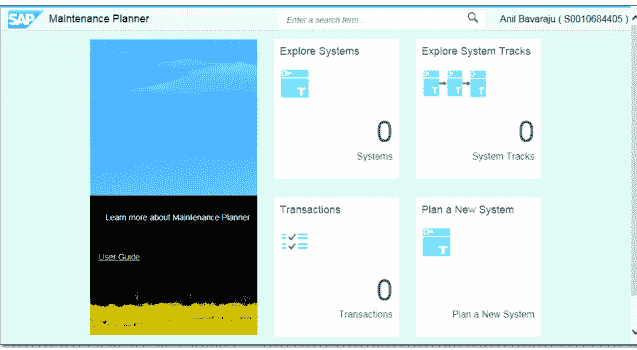 SAP Maintenance Planner
Enter a search term..
Anil Bavaraju ( S0010684405 )
Explore Systems
0
Systems
Explore System Tracks
0
System Tracks
Learn more about Maintenance Planner
User Guide
Transactions
0
Transactions
Plan a New System
Plan a New System